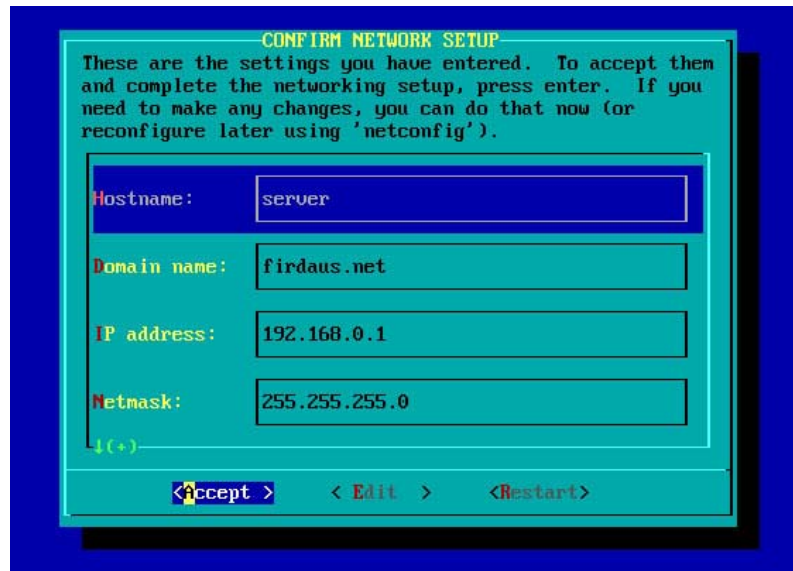 CONFIRM NETWORK SETUP
These are the settings you have entered.  To accept them
and complete the networking setup, press enter.  If you
need to make any changes, you can do that now (or
reconfigure later using 'netconfig').
Hostname: server
Domain name: firdaus.net
IP address: 192.168.0.1
Netmask: 255.255.255.0
↓(+)
<Accept > < Edit > <Restart>